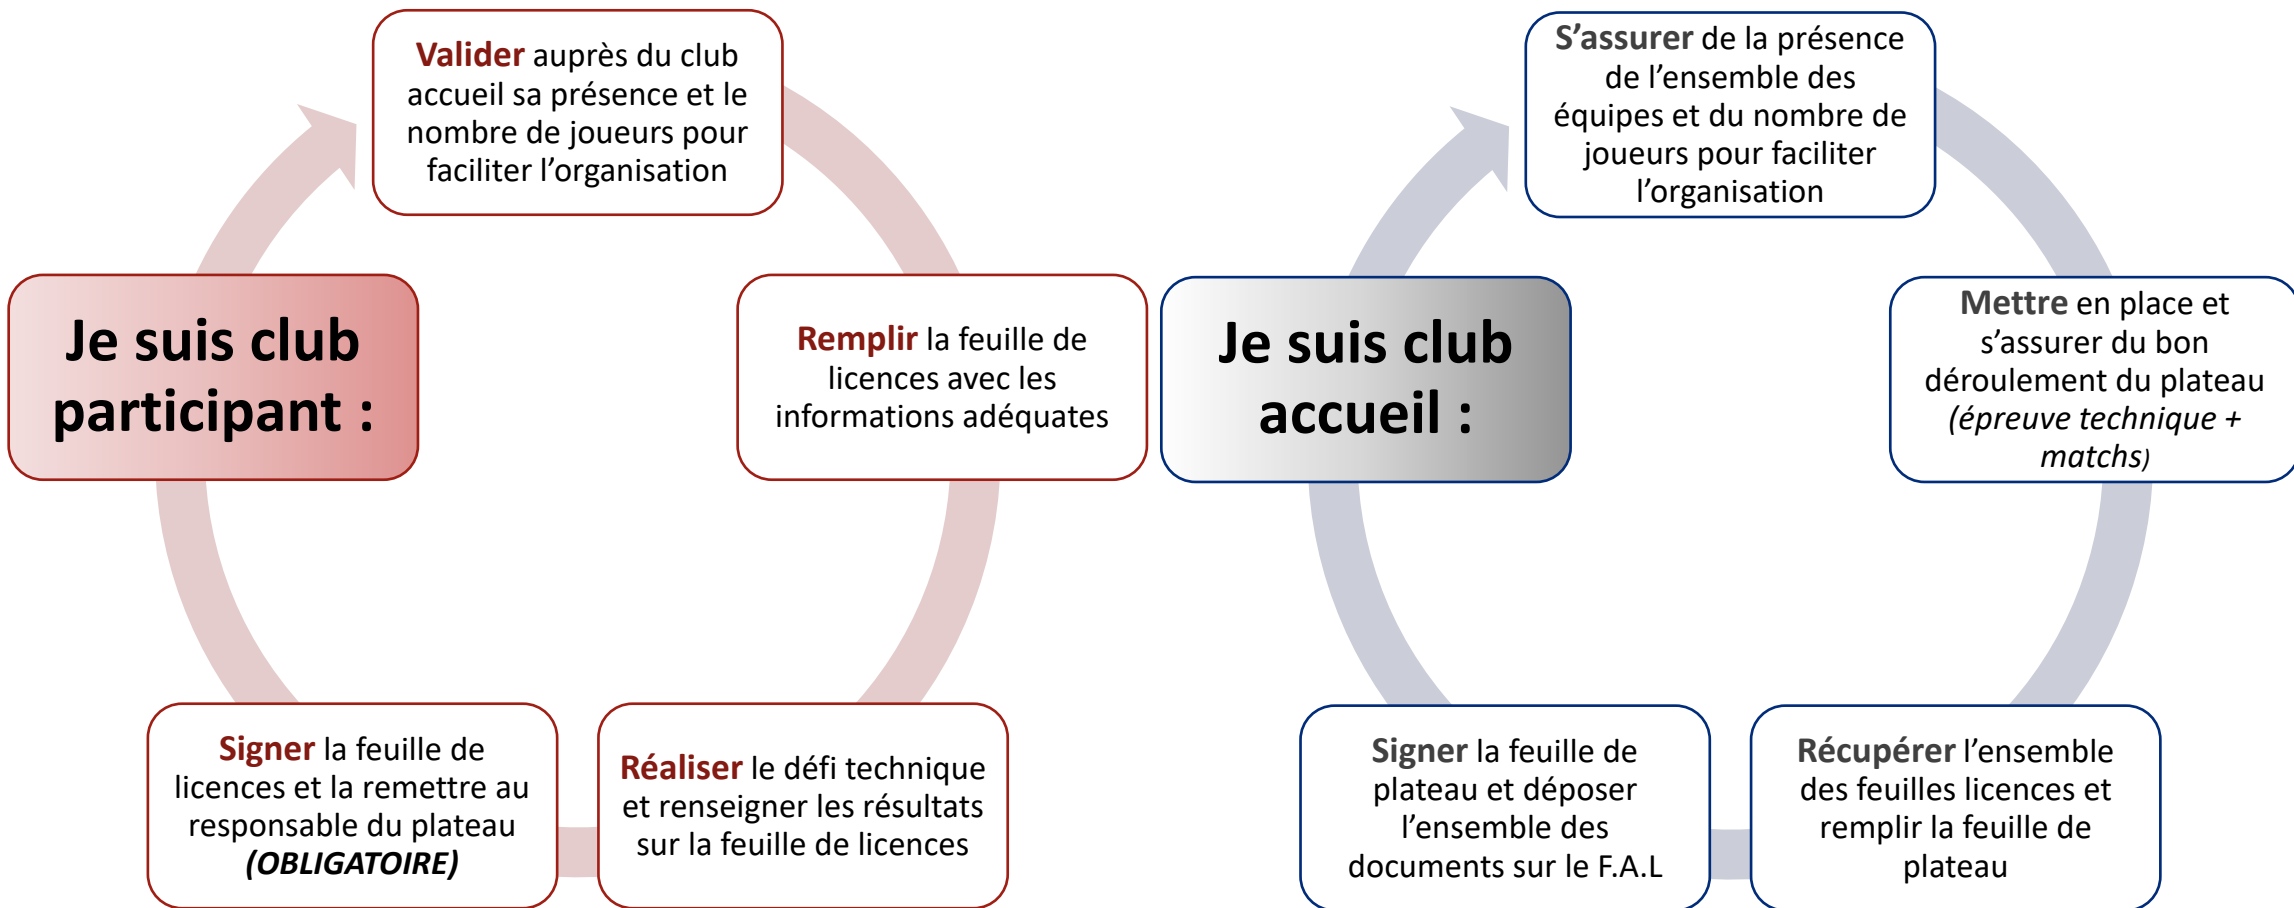 Je suis club
participant :
Valider auprès du club
accueil sa présence et le
nombre de joueurs pour
faciliter l’organisation
Remplir la feuille de
licences avec les
informations adéquates
Réaliser le défi technique
et renseigner les résultats
sur la feuille de licences
Signer la feuille de
licences et la remettre au
responsable du plateau
(OBLIGATOIRE)
Je suis club
accueil :
S’assurer de la présence
de l’ensemble des
équipes et du nombre de
joueurs pour faciliter
l’organisation
Mettre en place et
s’assurer du bon
déroulement du plateau
(épreuve technique +
matchs)
Récupérer l’ensemble
des feuilles licences et
remplir la feuille de
plateau
Signer la feuille de
plateau et déposer
l’ensemble des
documents sur le F.A.L